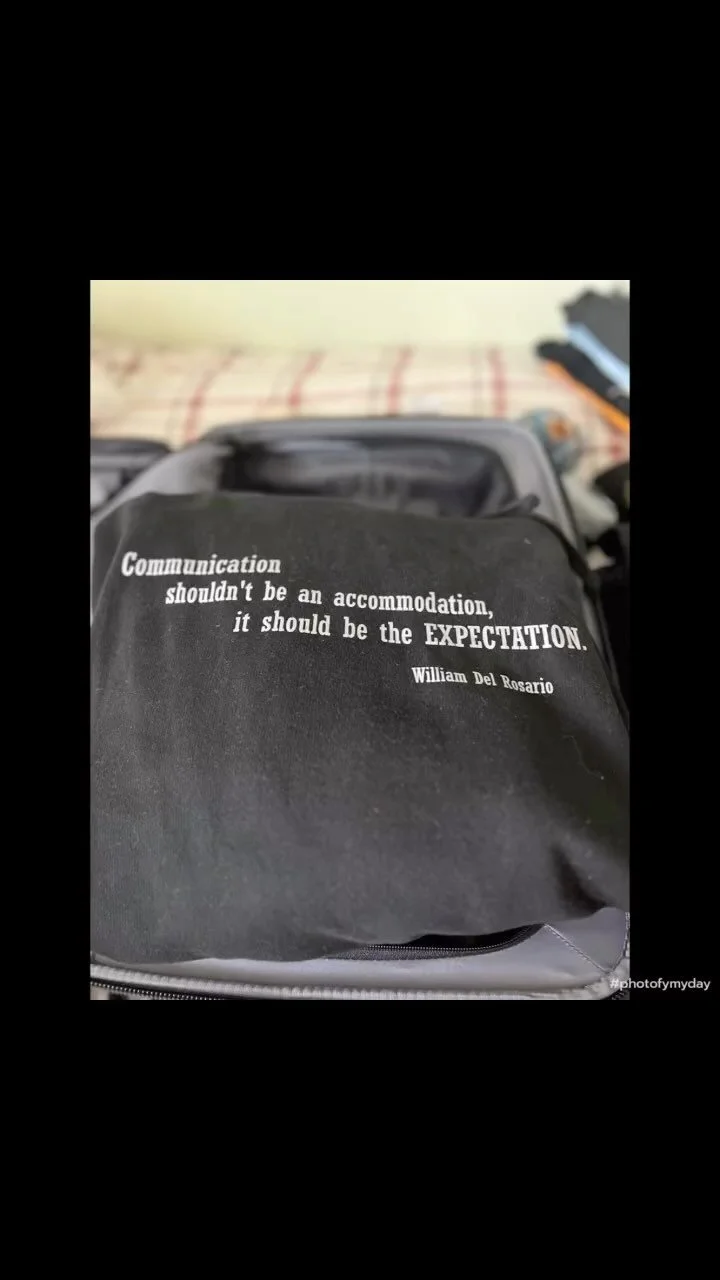 Communication
shouldn't be an accommodation,
it should be the EXPECTATION.
William Del Rosario
#photofymyday